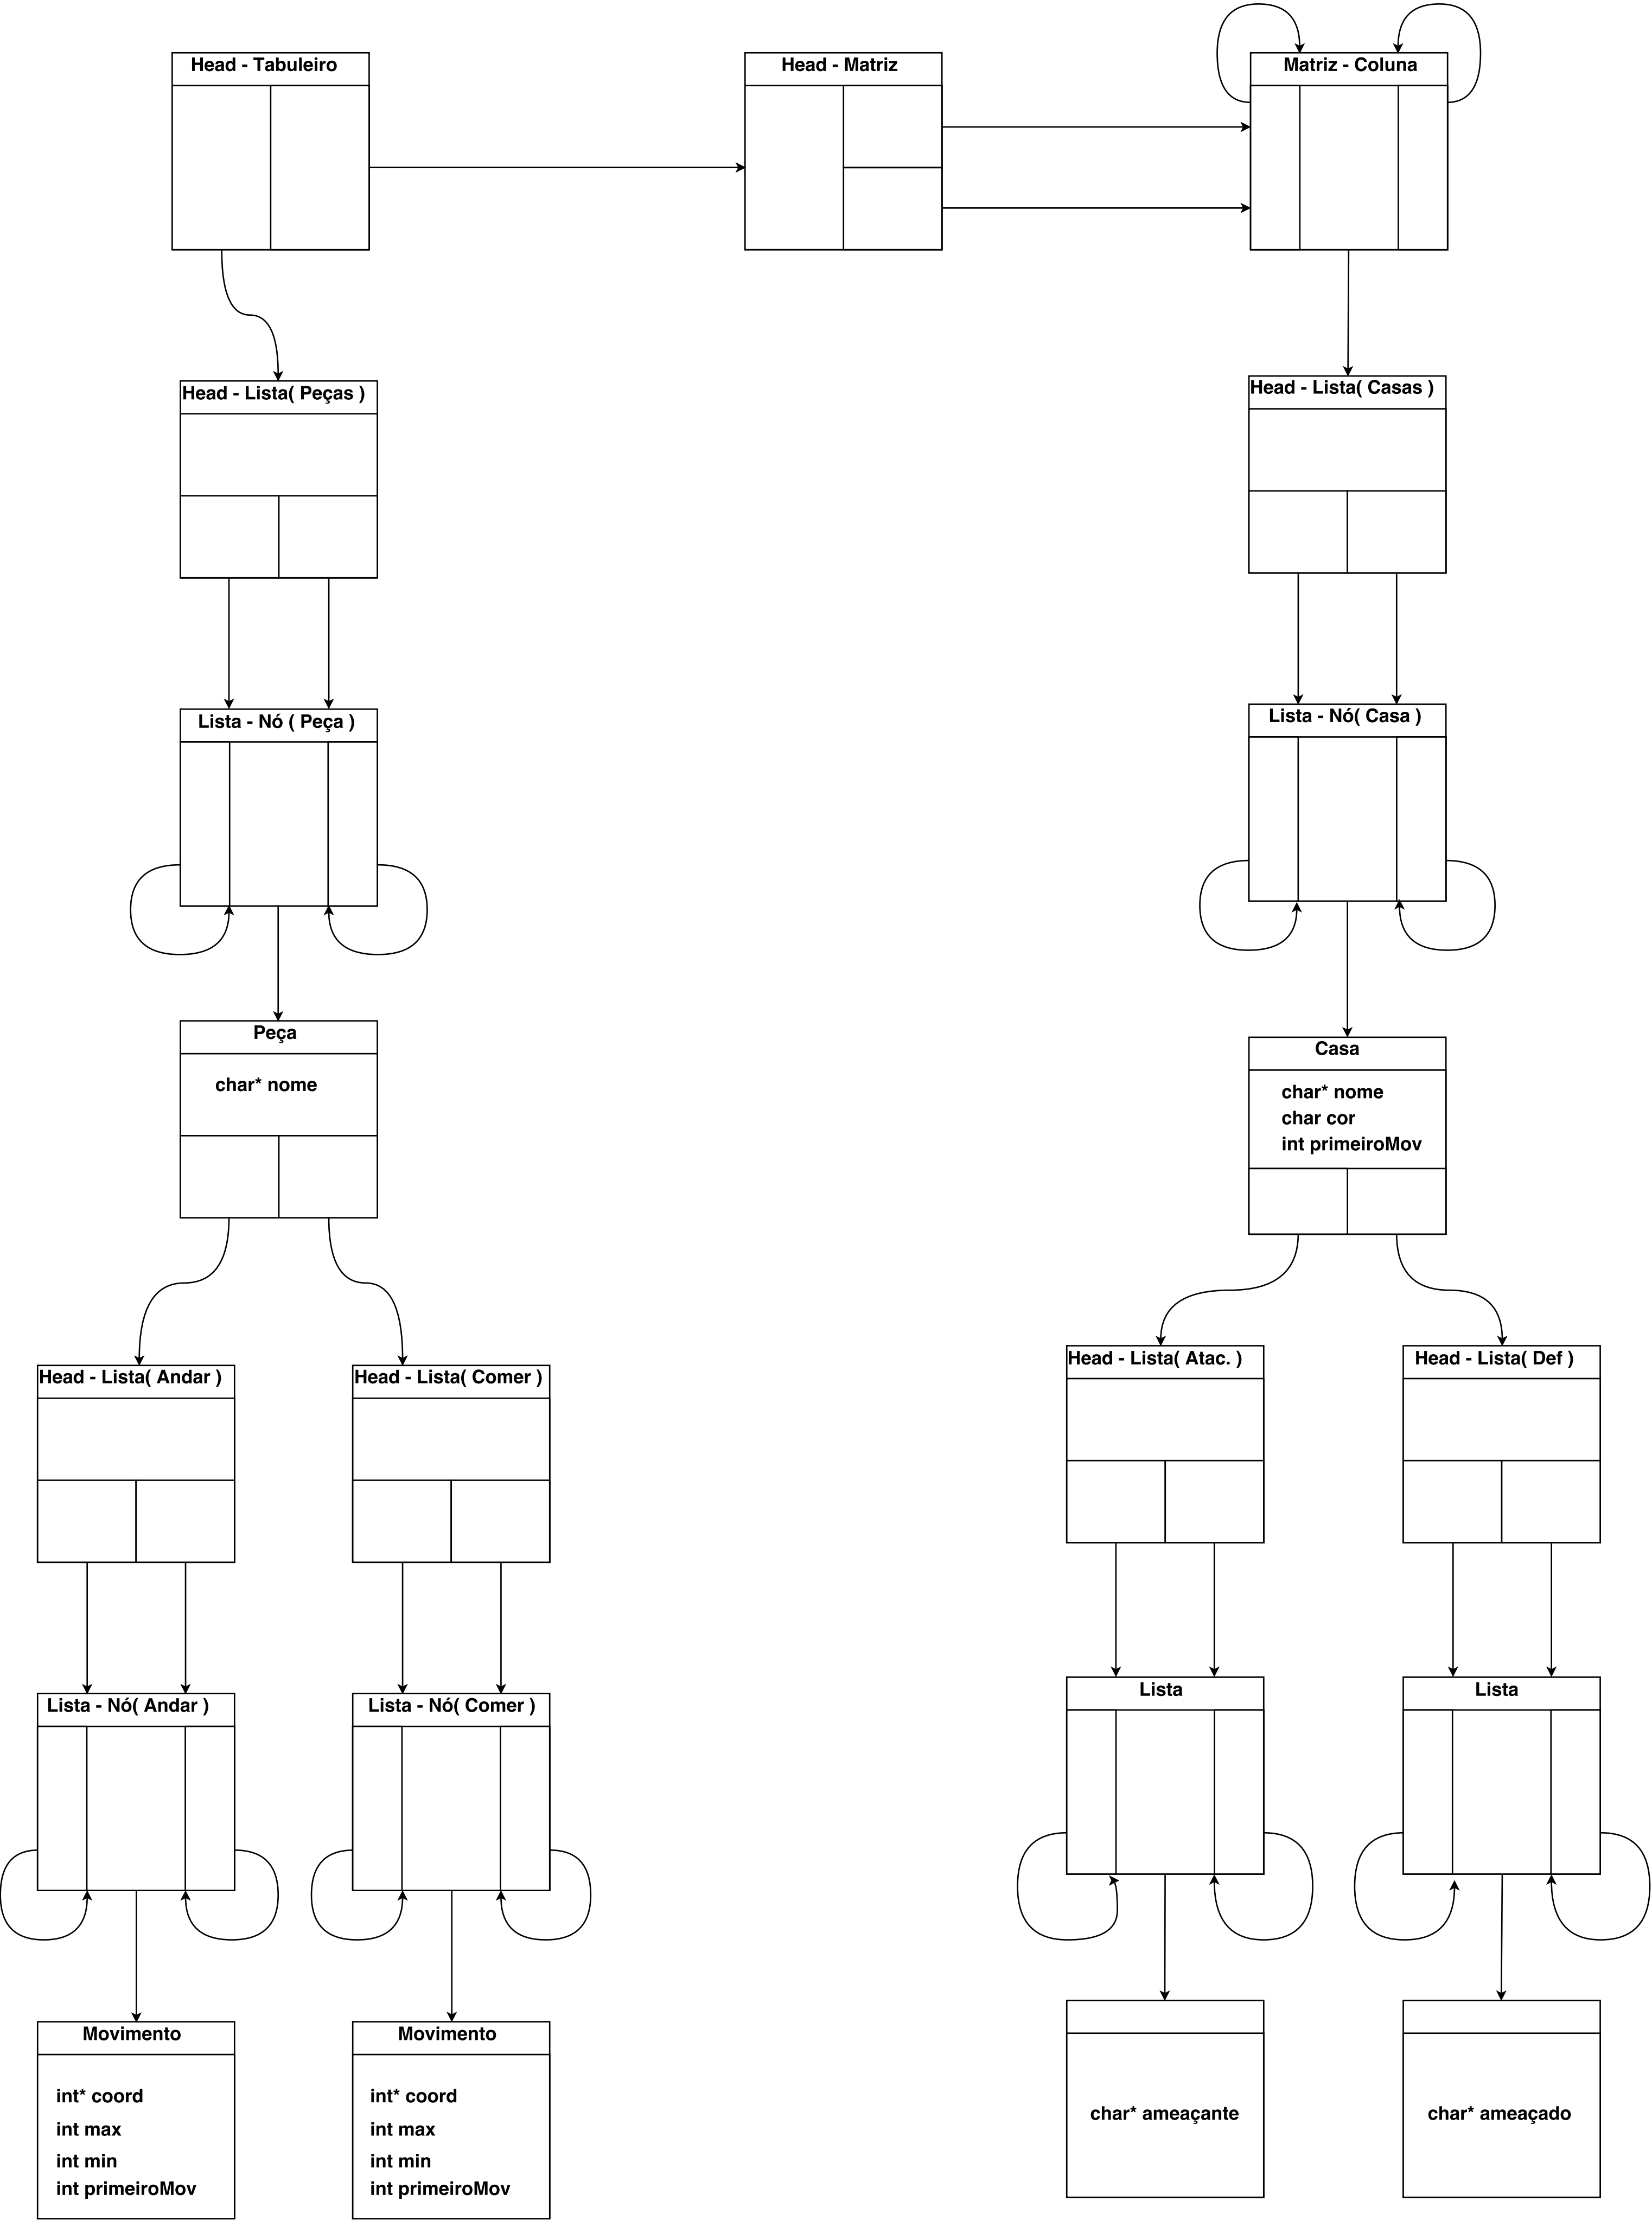 Head - Tabuleiro
Head - Matriz
Matriz - Coluna
Head - Lista( Peças )
Head - Lista( Casas )
Lista - Nó ( Peça )
Lista - Nó( Casa )
Peça
char* nome
Casa
char* nome
char cor
int primeiroMov
Head - Lista( Andar )
Head - Lista( Comer )
Head - Lista( Atac. )
Head - Lista( Def )
Lista - Nó( Andar )
Lista - Nó( Comer )
Lista
Lista
Movimento
int* coord
int max
int min
int primeiroMov
Movimento
int* coord
int max
int min
int primeiroMov
char* ameaçante
char* ameaçado